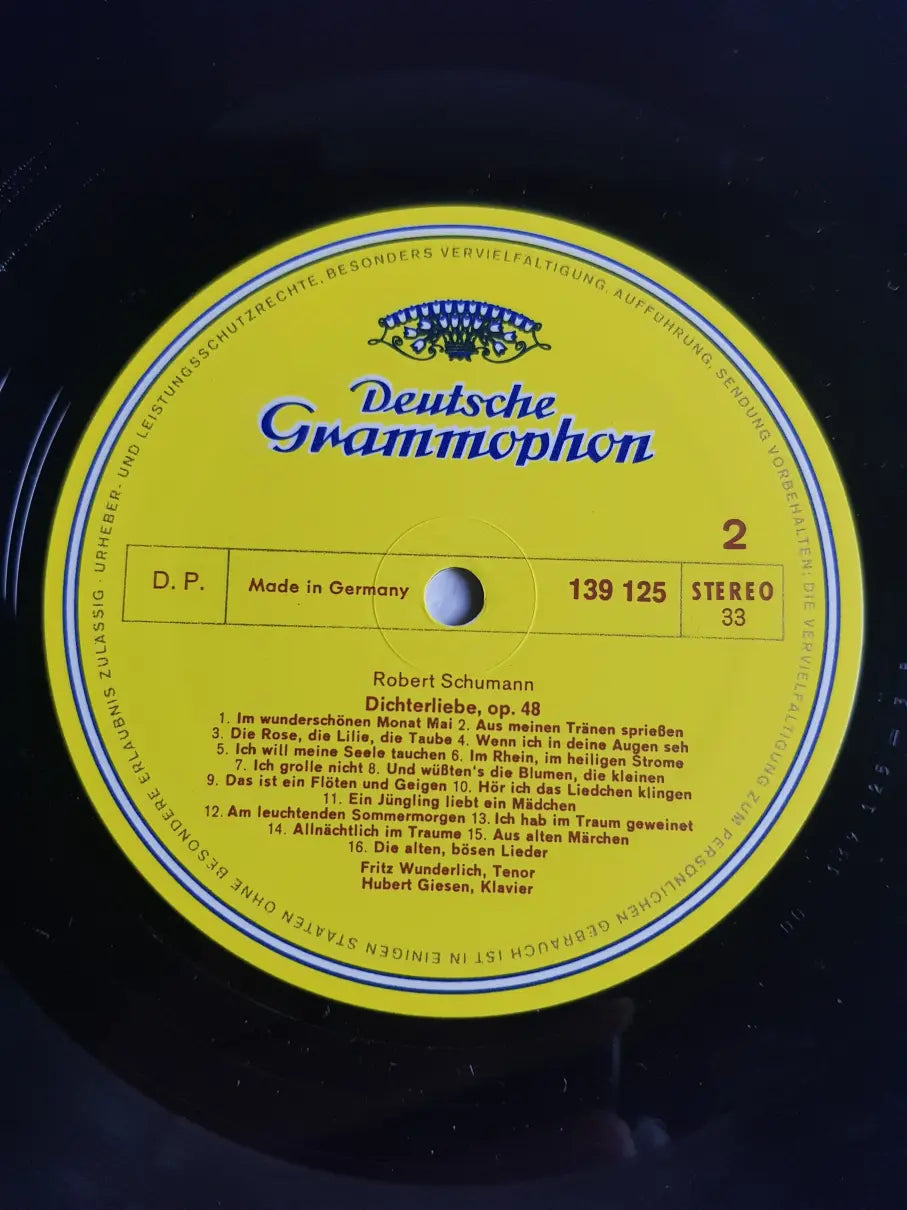 Deutsche
Grammophon
2
D. P.
Made in Germany
139 125
STEREO
33
Robert Schumann
Dichterliebe, op. 48
1. Im wunderschönen Monat Mai 2. Aus meinen Tränen sprießen
3. Die Rose, die Lilie, die Taube 4. Wenn ich in deine Augen seh
5. Ich will meine Seele tauchen 6. Im Rhein, im heiligen Strome
7. Ich grolle nicht 8. Und wüßten's die Blumen, die kleinen
9. Das ist ein Flöten und Geigen 10. Hör ich das Liedchen klingen
11. Ein Jüngling liebt ein Mädchen
12. Am leuchtenden Sommermorgen 13. Ich hab im Traum geweinet
14. Allnächtlich im Traume 15. Aus alten Märchen
16. Die alten, bösen Lieder
Fritz Wunderlich, Tenor
Hubert Giesen, Klavier
URHEBER- UND LEISTUNGSSCHUTZRECHTE, BESONDERS VERVIELFÄLTIGUNG, AUFFÜHRUNG, SENDUNG VORBEHALTEN; DIE VERVIELFÄLTIGUNG ZUM PERSÖNLICHEN GEBRAUCH IST IN EINIGEN STAATEN OHNE BESONDERE ERLAUBNIS ZULÄSSIG ·